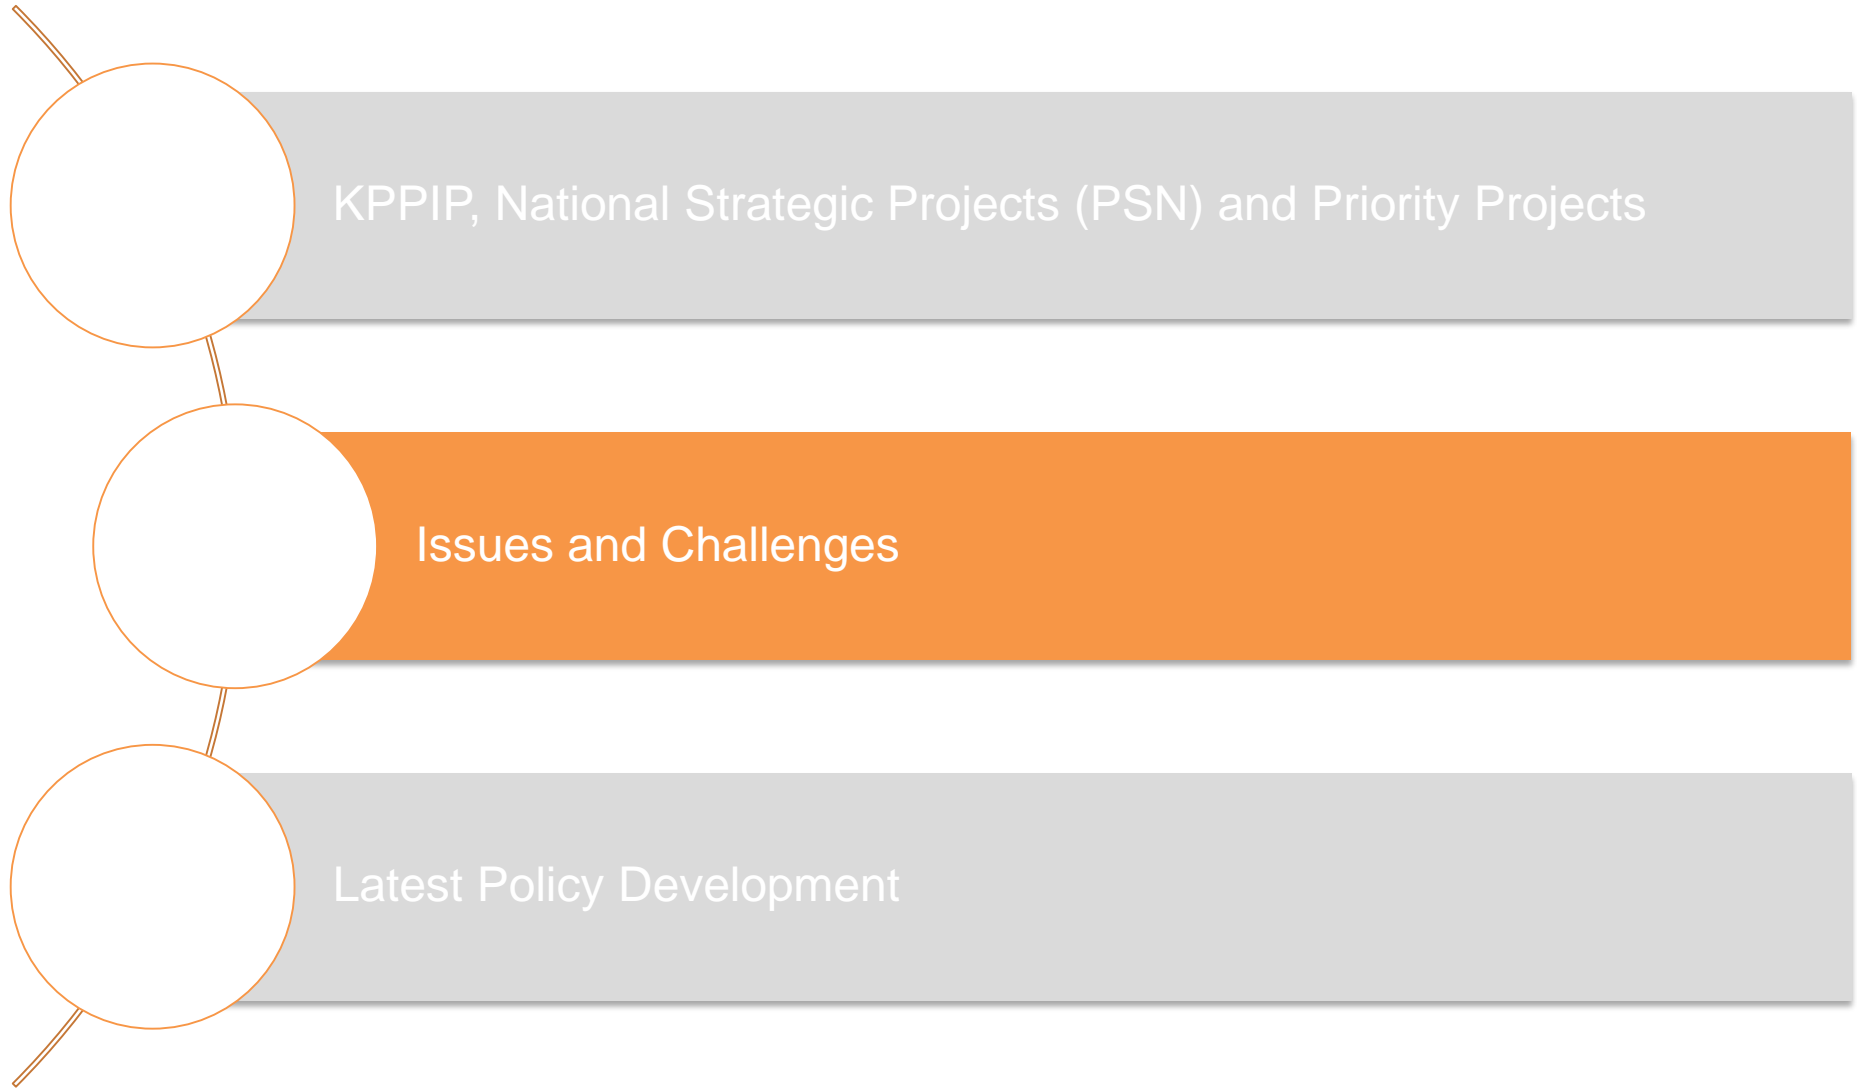 KPPIP, National Strategic Projects (PSN) and Priority Projects
Issues and Challenges
Latest Policy Development